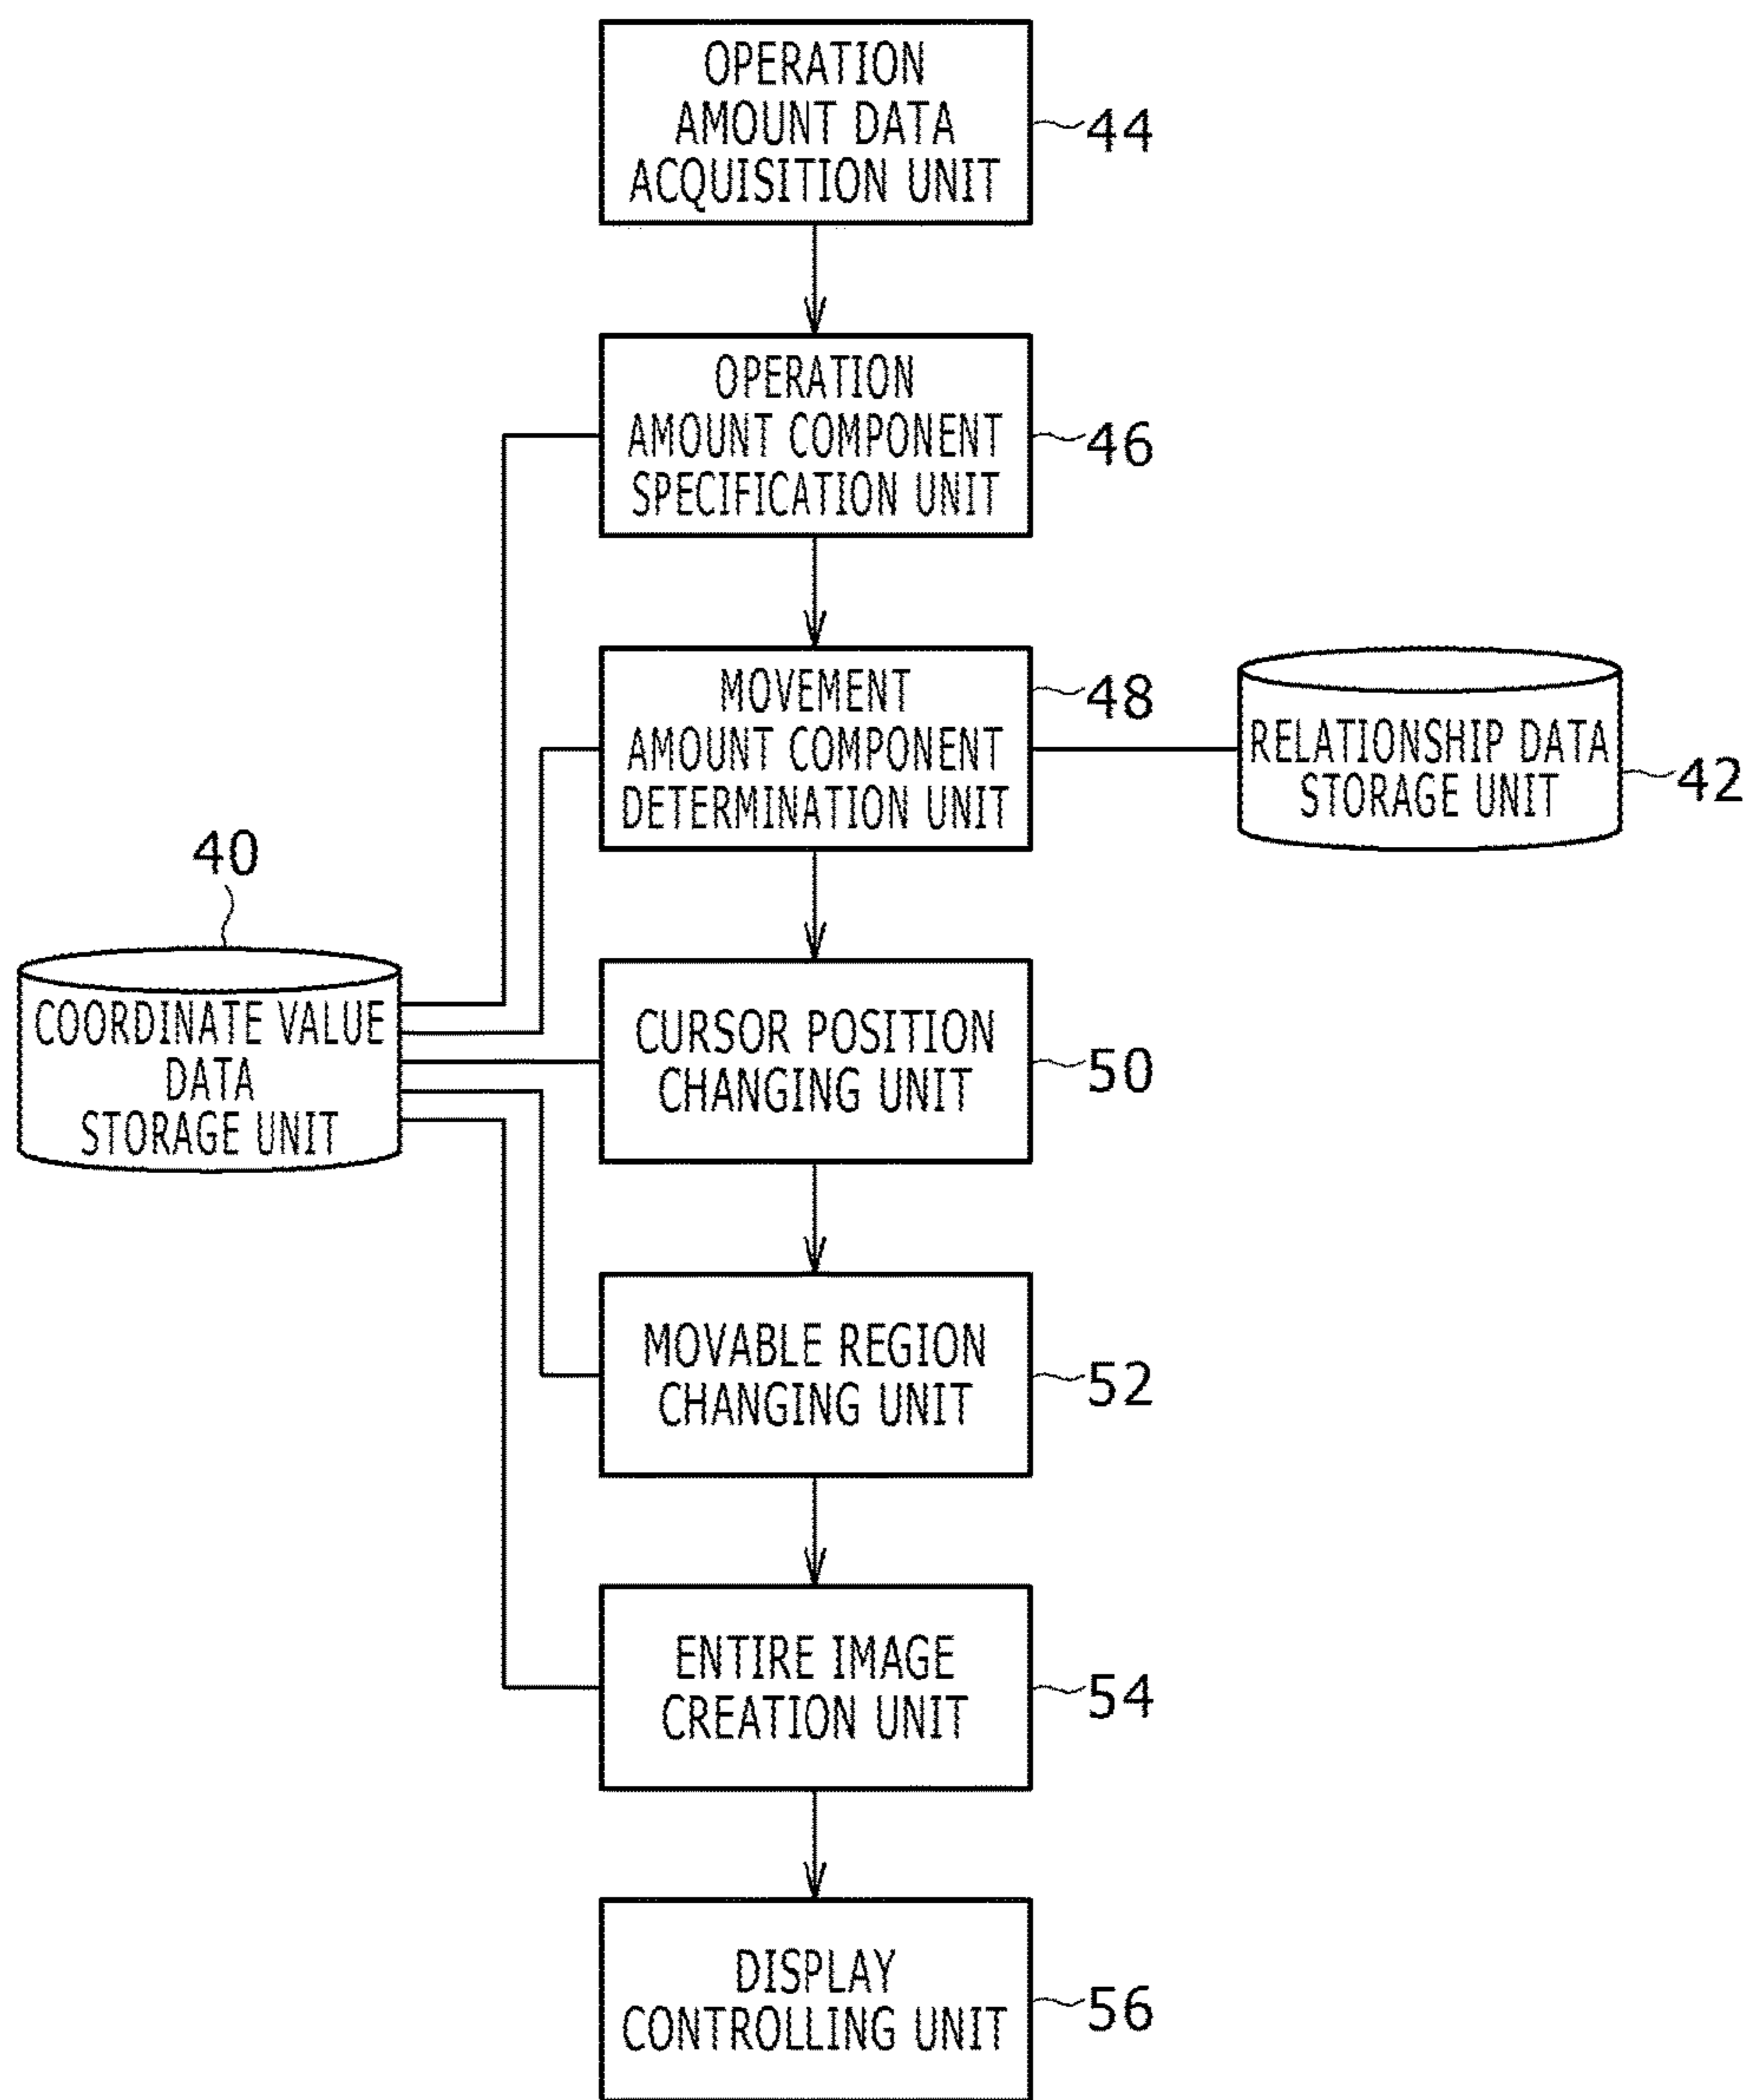 OPERATION
AMOUNT DATA
ACQUISITION UNIT
44
OPERATION
AMOUNT COMPONENT
SPECIFICATION UNIT
46
MOVEMENT
AMOUNT COMPONENT
DETERMINATION UNIT
48
RELATIONSHIP DATA
STORAGE UNIT
42
40
COORDINATE VALUE
DATA
STORAGE UNIT
CURSOR POSITION
CHANGING UNIT
50
MOVABLE REGION
CHANGING UNIT
52
ENTIRE IMAGE
CREATION UNIT
54
DISPLAY
CONTROLLING UNIT
56